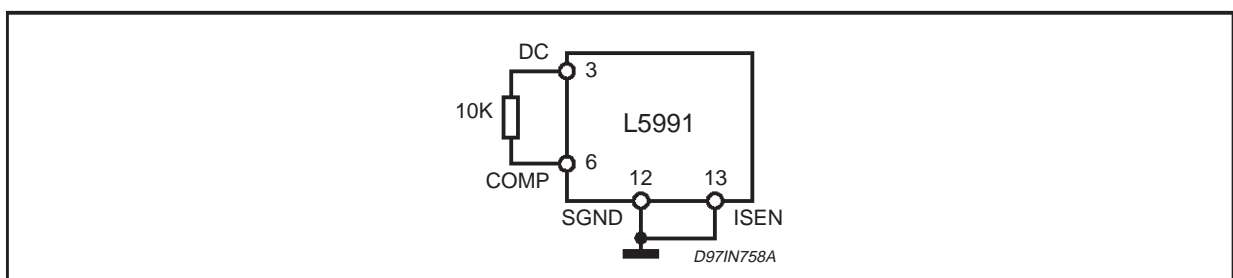 DC
3
10K
L5991
6
COMP
12 13
SGND ISEN
D97IN758A